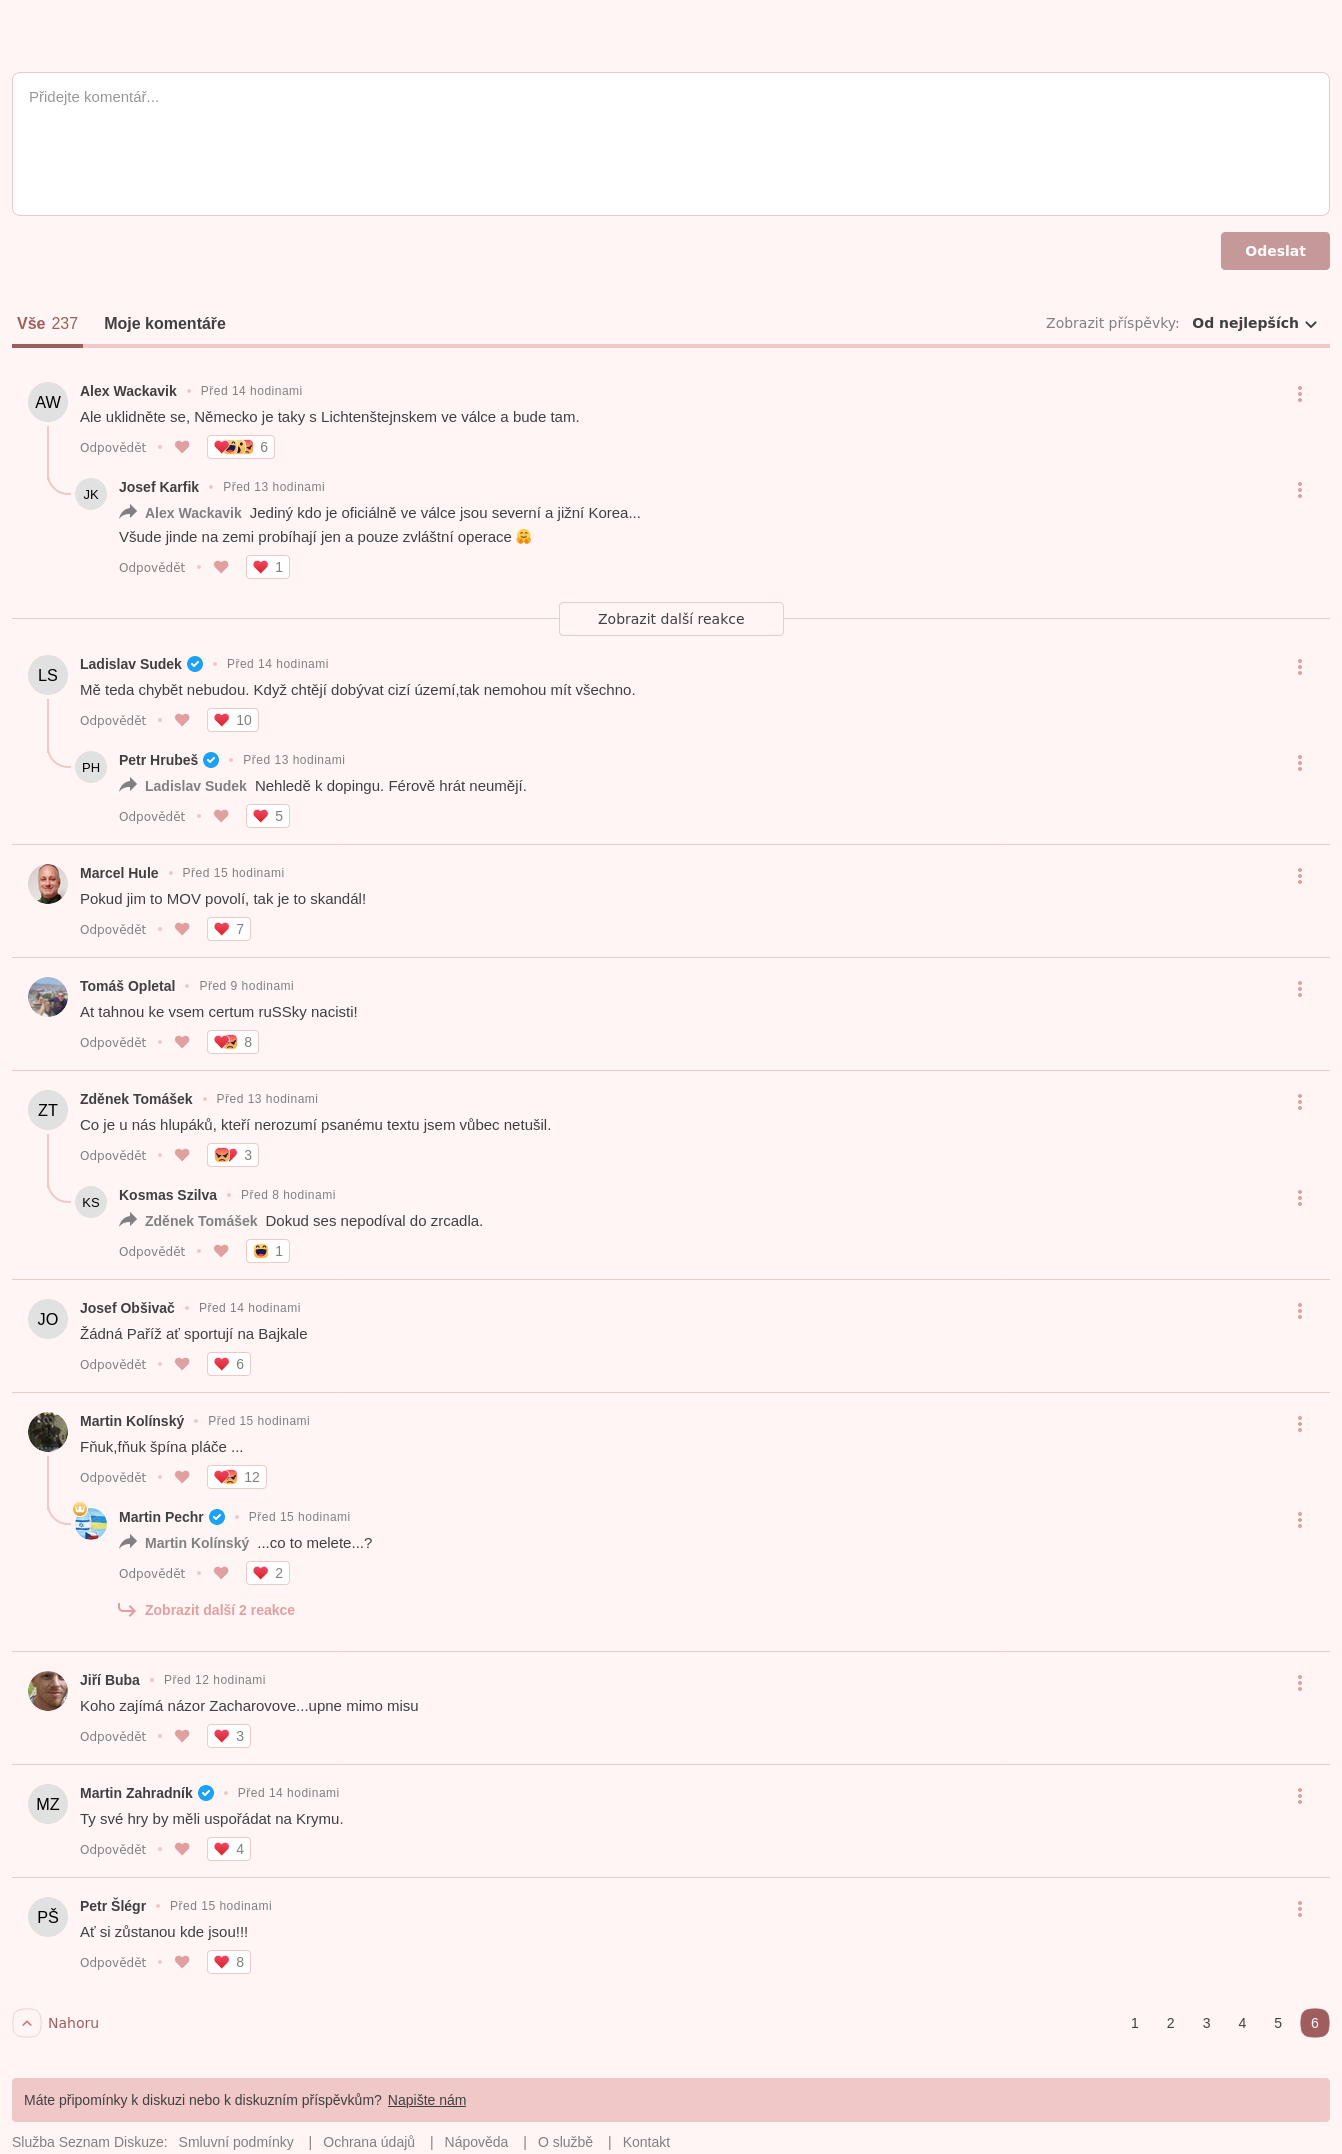 Přidejte komentář...
Odeslat
Vše 237 Moje komentáře Zobrazit příspěvky: Od nejlepších
AW Alex Wackavik • Před 14 hodinami
Ale uklidněte se, Německo je taky s Lichtenštejnskem ve válce a bude tam.
Odpovědět • 6
JK Josef Karfik • Před 13 hodinami
Alex Wackavik Jediný kdo je oficiálně ve válce jsou severní a jižní Korea...
Všude jinde na zemi probíhají jen a pouze zvláštní operace 🤗
Odpovědět • 1
Zobrazit další reakce
LS Ladislav Sudek • Před 14 hodinami
Mě teda chybět nebudou. Když chtějí dobývat cizí území,tak nemohou mít všechno.
Odpovědět • 10
PH Petr Hrubeš • Před 13 hodinami
Ladislav Sudek Nehledě k dopingu. Férově hrát neumějí.
Odpovědět • 5
Marcel Hule • Před 15 hodinami
Pokud jim to MOV povolí, tak je to skandál!
Odpovědět • 7
Tomáš Opletal • Před 9 hodinami
At tahnou ke vsem certum ruSSky nacisti!
Odpovědět • 8
ZT Zděnek Tomášek • Před 13 hodinami
Co je u nás hlupáků, kteří nerozumí psanému textu jsem vůbec netušil.
Odpovědět • 3
KS Kosmas Szilva • Před 8 hodinami
Zděnek Tomášek Dokud ses nepodíval do zrcadla.
Odpovědět • 1
JO Josef Obšivač • Před 14 hodinami
Žádná Paříž ať sportují na Bajkale
Odpovědět • 6
Martin Kolínský • Před 15 hodinami
Fňuk,fňuk špína pláče ...
Odpovědět • 12
Martin Pechr • Před 15 hodinami
Martin Kolínský ...co to melete...?
Odpovědět • 2
Zobrazit další 2 reakce
Jiří Buba • Před 12 hodinami
Koho zajímá názor Zacharovove...upne mimo misu
Odpovědět • 3
MZ Martin Zahradník • Před 14 hodinami
Ty své hry by měli uspořádat na Krymu.
Odpovědět • 4
PŠ Petr Šlégr • Před 15 hodinami
Ať si zůstanou kde jsou!!!
Odpovědět • 8
Nahoru 1 2 3 4 5 6
Máte připomínky k diskuzi nebo k diskuzním příspěvkům? Napište nám
Služba Seznam Diskuze: Smluvní podmínky | Ochrana údajů | Nápověda | O službě | Kontakt